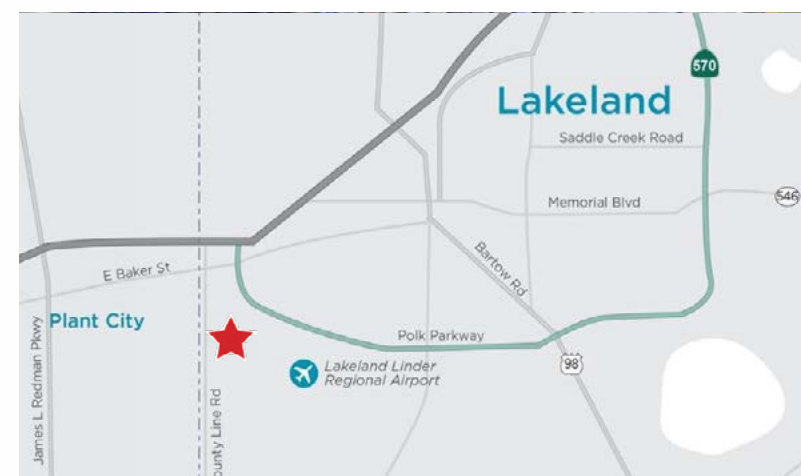 570
Lakeland
Saddle Creek Road
546
Memorial Blvd
Bartow Rd
E Baker St
Plant City
Polk Parkway
98
Lakeland Linder
Regional Airport
James L Redman Pkwy
ounty Line Rd